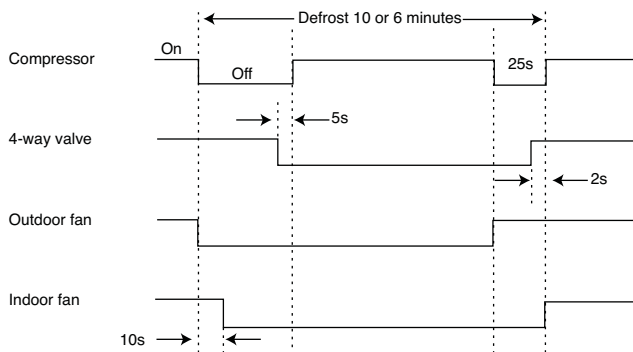 Defrost 10 or 6 minutes
On
Compressor
Off
25s
5s
4-way valve
2s
Outdoor fan
Indoor fan
10s